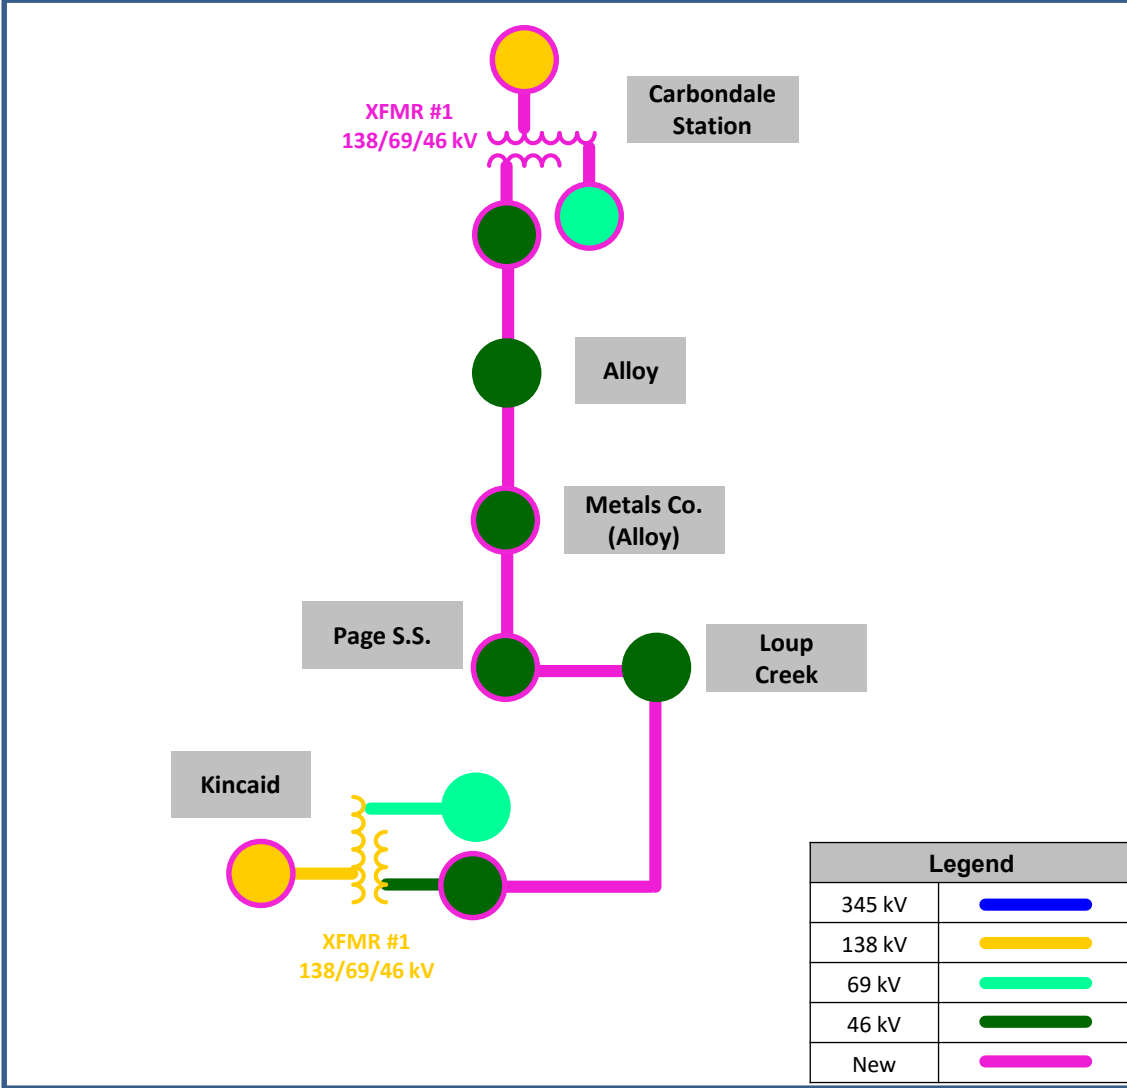 XFMR #1
138/69/46 kV
Carbondale
Station
Alloy
Metals Co.
(Alloy)
Page S.S.
Loup
Creek
Kincaid
XFMR #1
138/69/46 kV
Legend
345 kV
138 kV
69 kV
46 kV
New